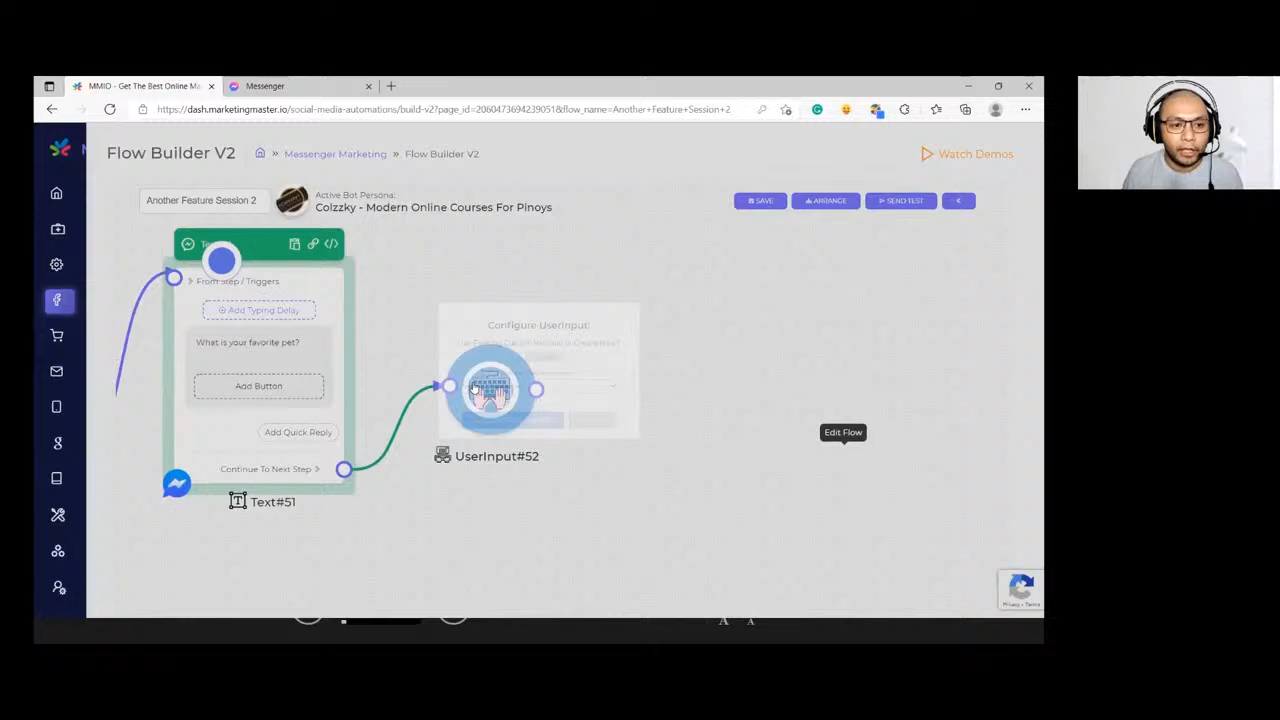 MMIO - Get The Best Online Ma
Messenger
https://dash.marketingmaster.io/social-media-automations/build-v2?page_id=2060473694239051&flow_name=Another+Feature+Session+2
Flow Builder V2
Messenger Marketing » Flow Builder V2
Watch Demos
Another Feature Session 2
Active Bot Persona:
Coizzky - Modern Online Courses For Pinoys
SAVE
ARRANGE
SEND TEST
From Step / Triggers
Add Typing Delay
What is your favorite pet?
Add Button
Add Quick Reply
Continue To Next Step
Text#51
Configure UserInput:
UserInput#52
Edit Flow
Privacy - Terms
A A